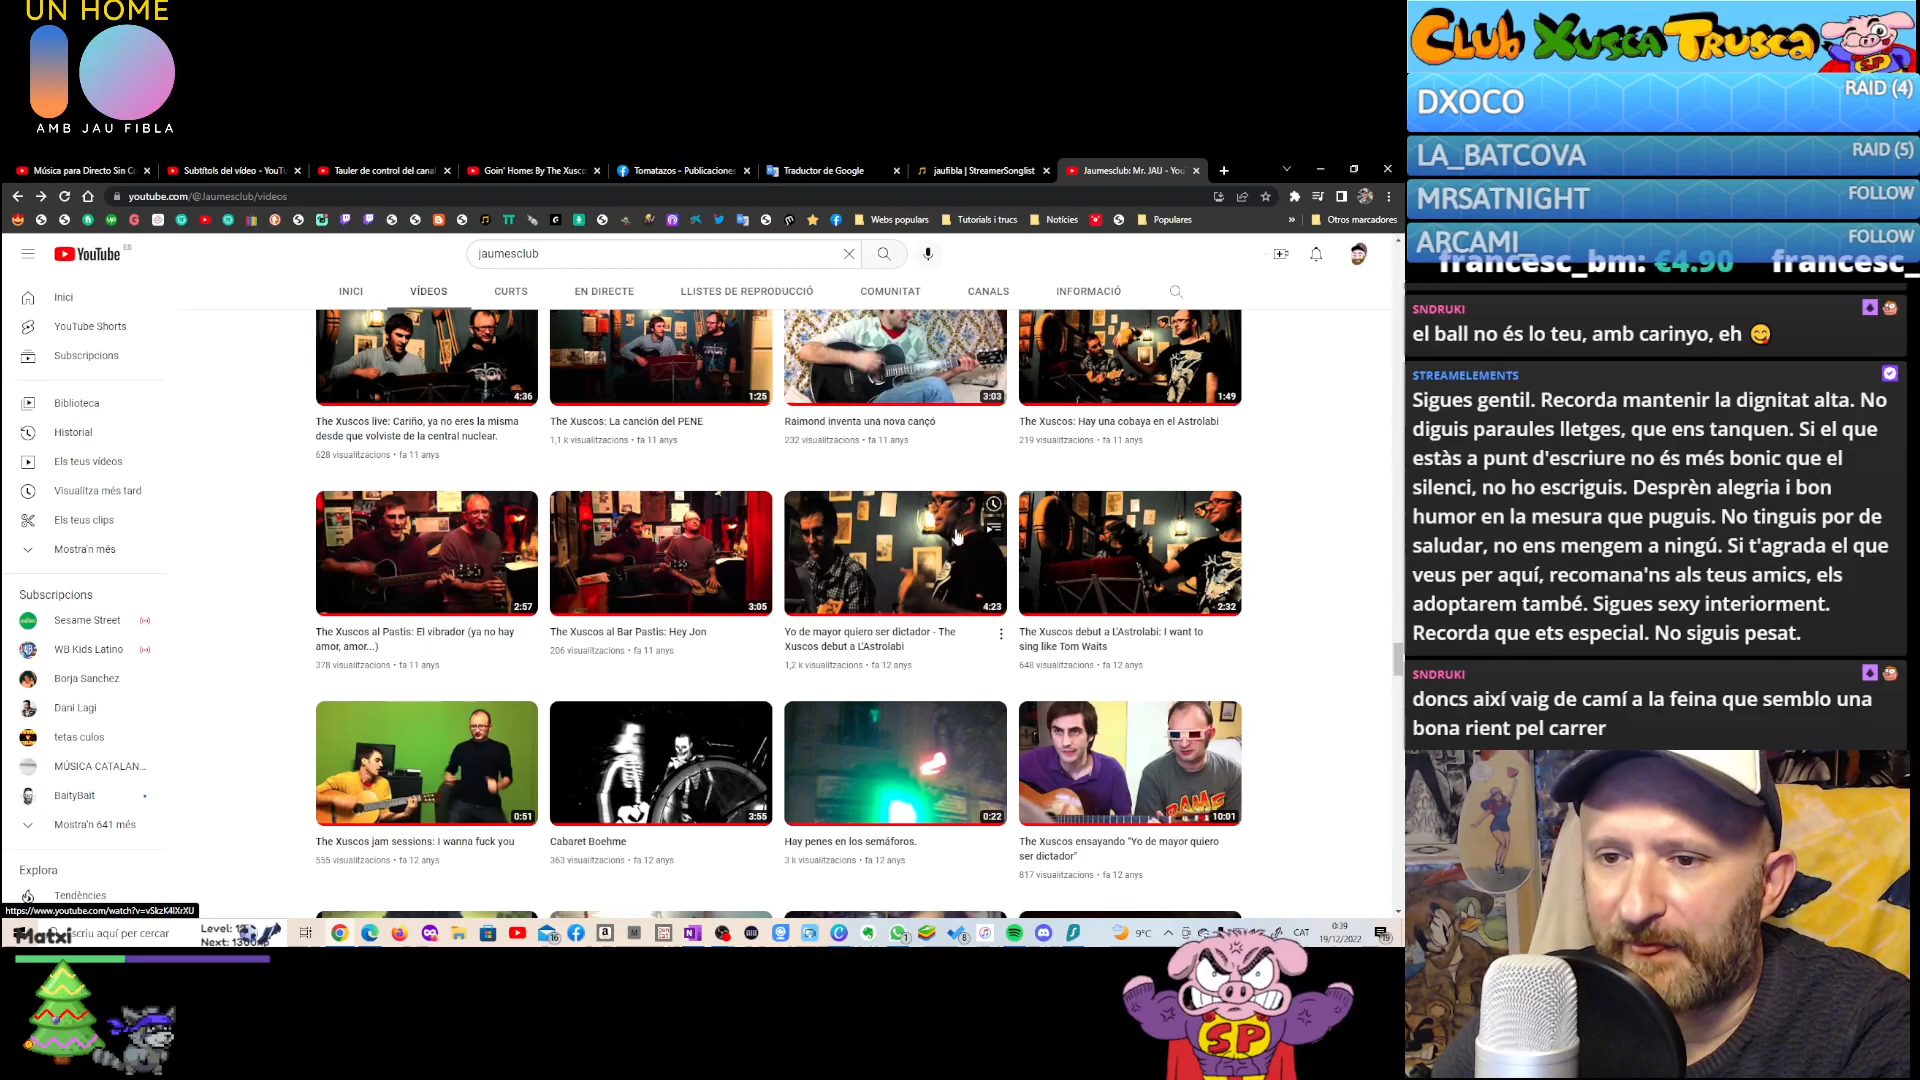 UN HOME
IO
AMB JAU FIBLA
Música para Directo Sin Co
Subtítols del vídeo - YouTu
Tauler de control del canal
Goin' Home: By The Xusco
Tomatazos - Publicaciones
Traductor de Google
jaufibla | StreamerSonglist
Jaumesclub: Mr. JAU - You
youtube.com/@Jaumesclub/videos
Webs populars
Tutorials i trucs
Notícies
Populares
Otros marcadores
YouTube ES
jaumesclub
INICI
VÍDEOS
CURTS
EN DIRECTE
LLISTES DE REPRODUCCIÓ
COMUNITAT
CANALS
INFORMACIÓ
Inici
YouTube Shorts
Subscripcions
Biblioteca
Historial
Els teus vídeos
Visualitza més tard
Els teus clips
Mostra'n més
Subscripcions
Sesame Street
WB Kids Latino
Borja Sanchez
Dani Lagi
tetas culos
MÚSICA CATALAN...
BaityBait
Mostra'n 641 més
Explora
Tendències
https://www.youtube.com/watch?v=vSkzK4lXrXU
4:36
1:25
3:03
1:49
The Xuscos live: Cariño, ya no eres la misma
desde que volviste de la central nuclear.
628 visualitzacions • fa 11 anys
The Xuscos: La canción del PENE
1,1 k visualitzacions • fa 11 anys
Raimond inventa una nova cançó
232 visualitzacions • fa 11 anys
The Xuscos: Hay una cobaya en el Astrolabi
219 visualitzacions • fa 11 anys
2:57
3:05
4:23
2:32
The Xuscos al Pastis: El vibrador (ya no hay
amor, amor...)
378 visualitzacions • fa 11 anys
The Xuscos al Bar Pastis: Hey Jon
206 visualitzacions • fa 11 anys
Yo de mayor quiero ser dictador - The
Xuscos debut a L'Astrolabi
1,2 k visualitzacions • fa 12 anys
The Xuscos debut a L'Astrolabi: I want to
sing like Tom Waits
648 visualitzacions • fa 12 anys
0:51
3:55
0:22
10:01
The Xuscos jam sessions: I wanna fuck you
555 visualitzacions • fa 12 anys
Cabaret Boehme
363 visualitzacions • fa 12 anys
Hay penes en los semáforos.
3 k visualitzacions • fa 12 anys
The Xuscos ensayando "Yo de mayor quiero
ser dictador"
817 visualitzacions • fa 12 anys
Matxi
escriu aquí per cercar
Level: 1
Next: 1300xp
9°C
CAT
0:39
19/12/2022
SP
Club Xusca Trusca
SP
DXOCO
RAID (4)
LA_BATCOVA
RAID (5)
MRSATNIGHT
FOLLOW
ARCAMI_
FOLLOW
francesc_bm: €4.90 francesc_
SNDRUKI
el ball no és lo teu, amb carinyo, eh 😋
STREAMELEMENTS
Sigues gentil. Recorda mantenir la dignitat alta. No
diguis paraules lletges, que ens tanquen. Si el que
estàs a punt d'escriure no és més bonic que el
silenci, no ho escriguis. Desprèn alegria i bon
humor en la mesura que puguis. No tinguis por de
saludar, no ens mengem a ningú. Si t'agrada el que
veus per aquí, recomana'ns als teus amics, els
adoptarem també. Sigues sexy interiorment.
Recorda que ets especial. No siguis pesat.
SNDRUKI
doncs així vaig de camí a la feina que semblo una
bona rient pel carrer